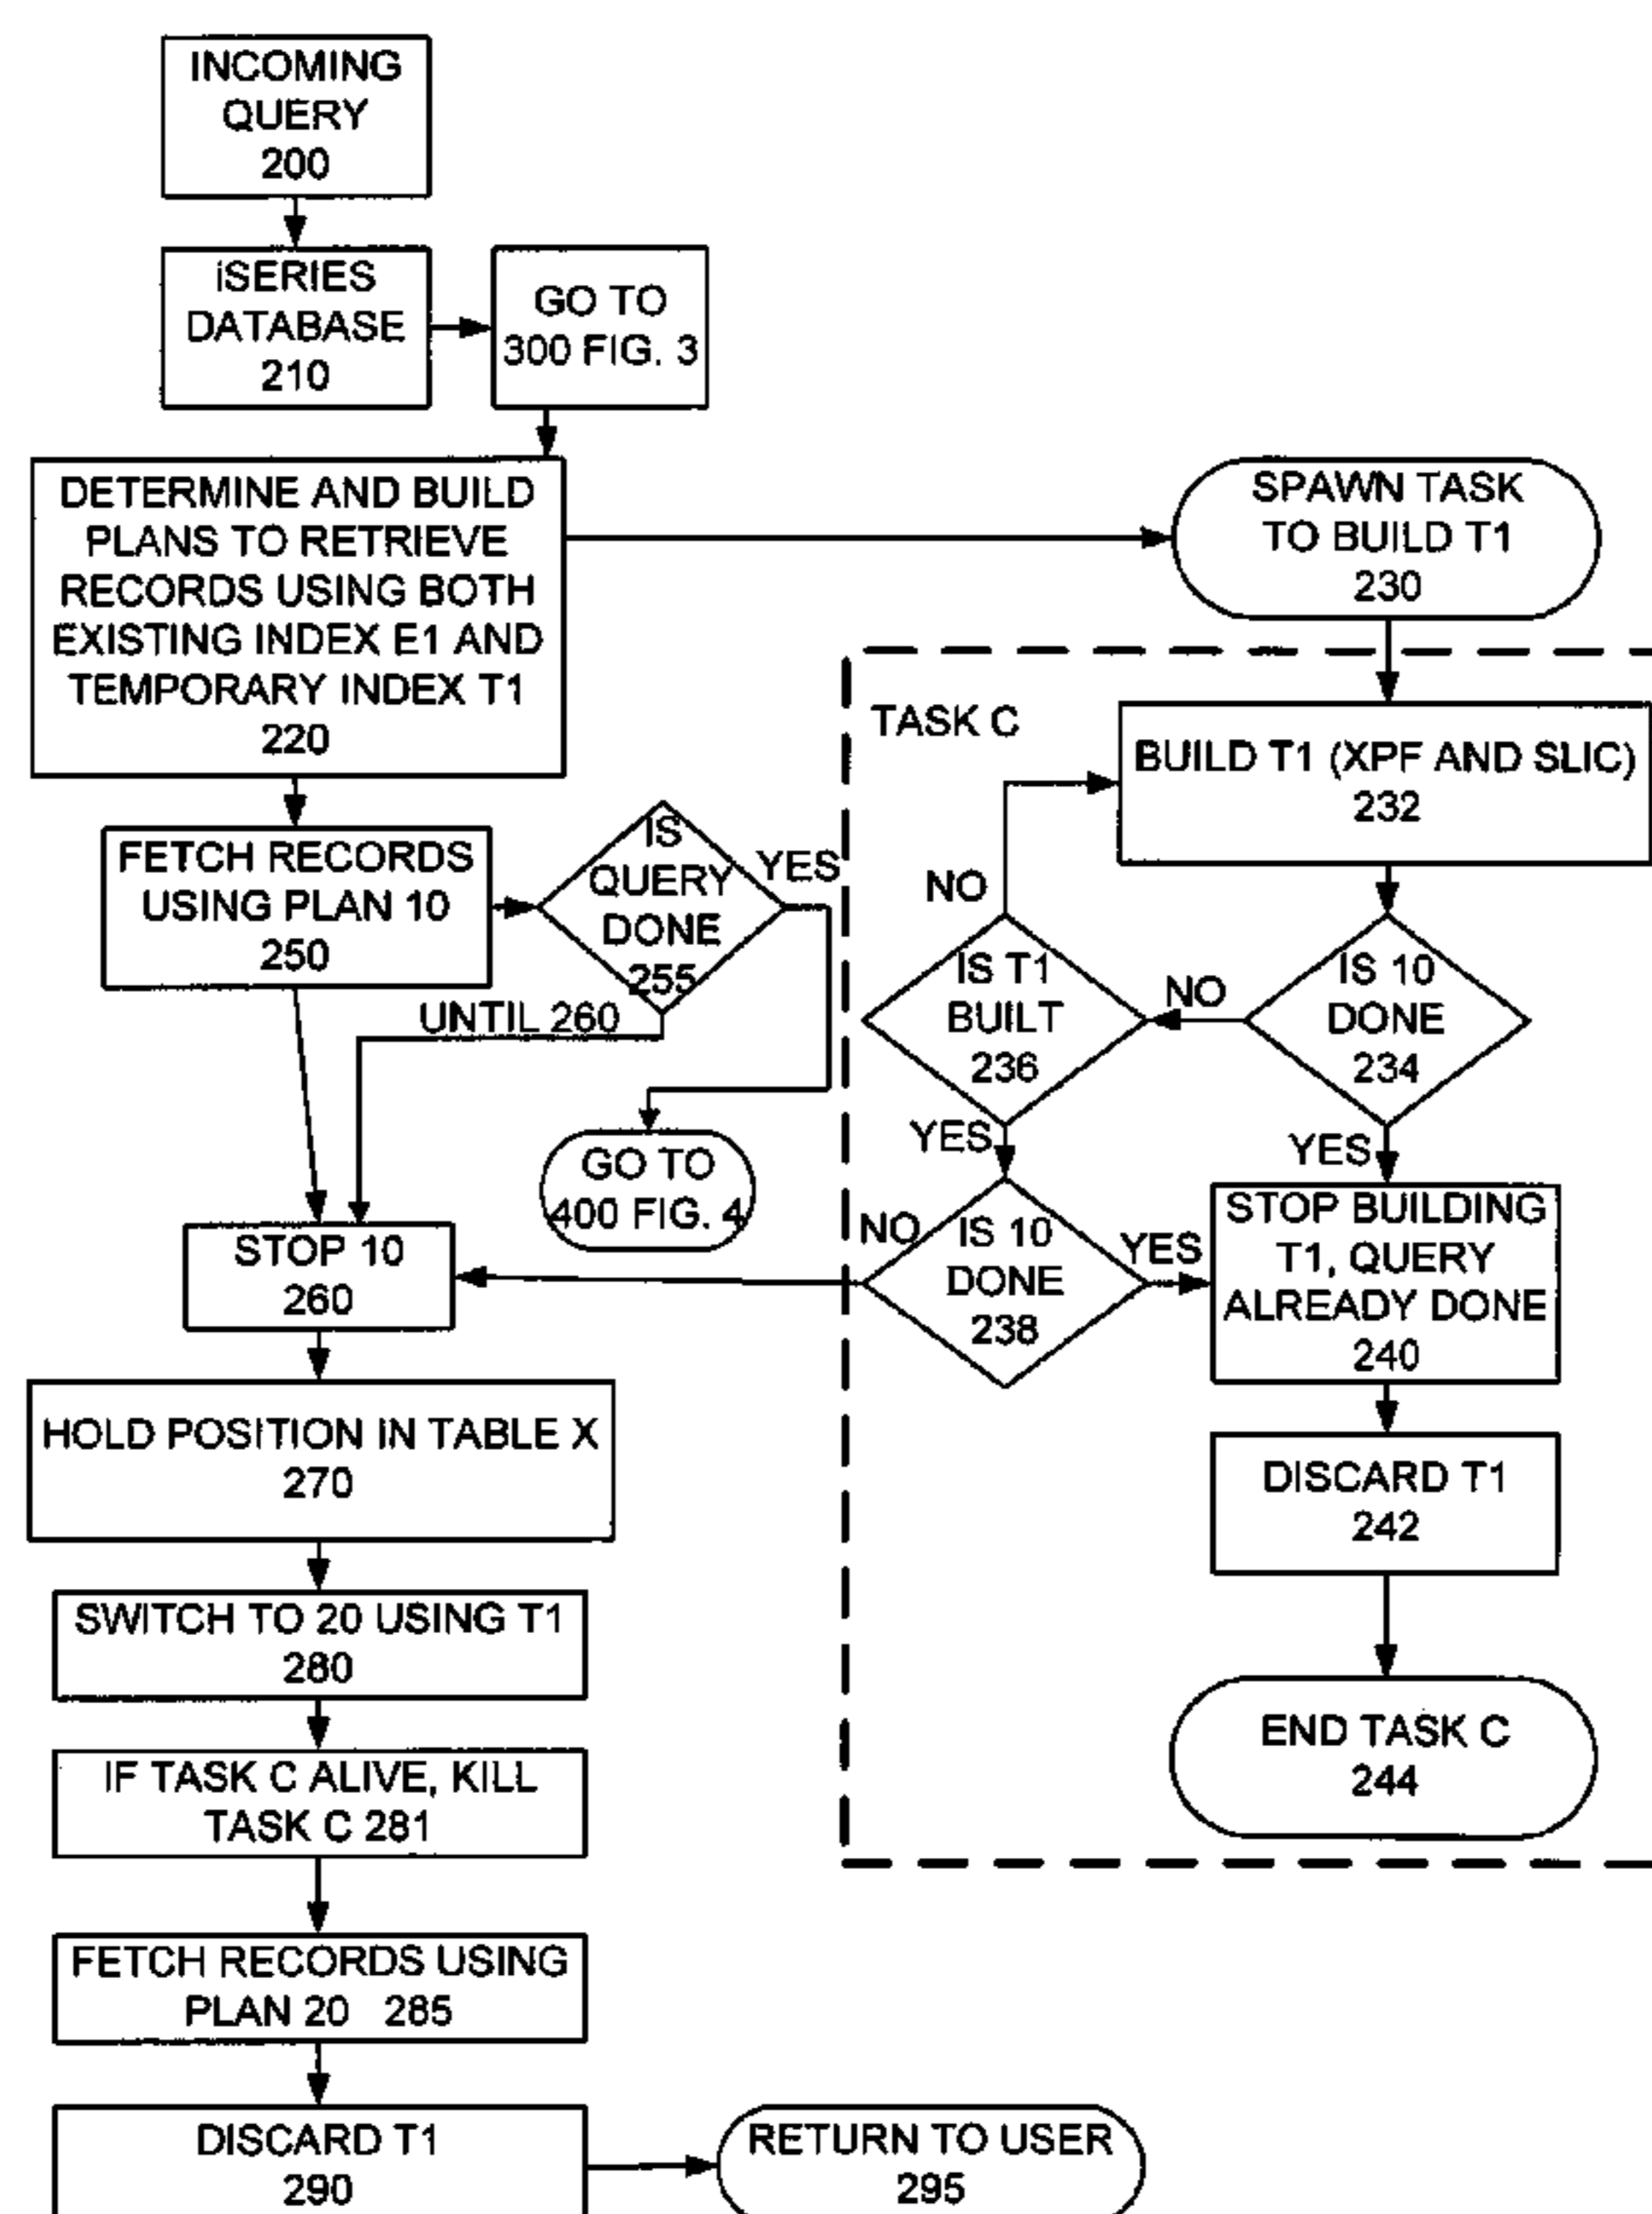 INCOMING
QUERY
200
iSERIES
DATABASE
210
GO TO
300 FIG. 3
DETERMINE AND BUILD
PLANS TO RETRIEVE
RECORDS USING BOTH
EXISTING INDEX E1 AND
TEMPORARY INDEX T1
220
SPAWN TASK
TO BUILD T1
230
TASK C
BUILD T1 (XPF AND SLIC)
232
FETCH RECORDS
USING PLAN 10
250
IS
QUERY
DONE
255
YES
UNTIL 260
NO
IS T1
BUILT
236
NO
IS 10
DONE
234
YES
YES
GO TO
400 FIG. 4
STOP 10
260
NO
IS 10
DONE
238
YES
STOP BUILDING
T1, QUERY
ALREADY DONE
240
HOLD POSITION IN TABLE X
270
DISCARD T1
242
SWITCH TO 20 USING T1
280
END TASK C
244
IF TASK C ALIVE, KILL
TASK C 281
FETCH RECORDS USING
PLAN 20 285
DISCARD T1
290
RETURN TO USER
295